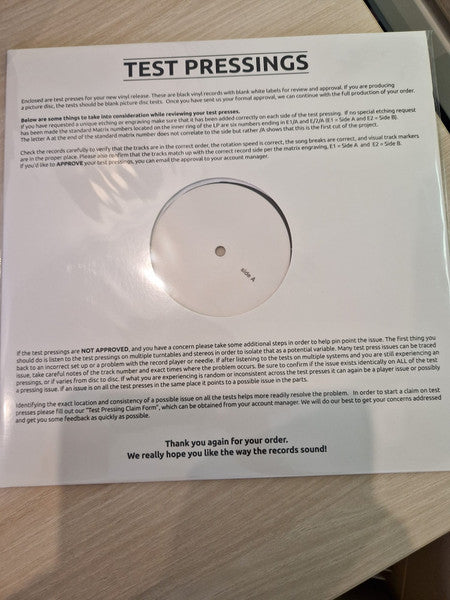 TEST PRESSINGS
Enclosed are test presses for your new vinyl release. These are black vinyl records with blank white labels for review and approval. If you are producing
a picture disc, the tests should be blank picture disc tests. Once you have sent us your formal approval, we can continue with the full production of your order.
Below are some things to take into consideration while reviewing your test presses.
If you have requested a unique etching or engraving make sure that it has been added correctly on each side of the test pressing. If no special etching request
has been made the standard Matrix numbers located on the inner ring of the LP are six numbers ending in E1/A and E2/A (E1 = Side A and E2 = Side B).
The letter A at the end of the standard matrix number does not correlate to the side but rather /A shows that this is the first cut of the project.
Check the records carefully to verify that the tracks are in the correct order, the rotation speed is correct, the song breaks are correct, and visual track markers
are in the proper place. Please also confirm that the tracks match up with the correct record side per the matrix engraving, E1 = Side A and E2 = Side B.
If you'd like to APPROVE your test pressings, you can email the approval to your account manager.
side A
If the test pressings are NOT APPROVED, and you have a concern please take some additional steps in order to help pin point the issue. The first thing you
should do is listen to the test pressings on multiple turntables and stereos in order to isolate that as a potential variable. Many test press issues can be traced
back to an incorrect set up or a problem with the record player or needle. If after listening to the tests on multiple systems and you are still experiencing an
issue, take careful notes of the track number and exact times where the problem occurs. Be sure to confirm if the issue exists identically on ALL of the test
pressings, or if varies from disc to disc. If what you are experiencing is random or inconsistent across the test presses it can again be a player issue or possibly
a pressing issue. If an issue is on all the test presses in the same place it points to a possible issue in the parts.
Identifying the exact location and consistency of a possible issue on all the tests helps more readily resolve the problem. In order to start a claim on test
presses please fill out our "Test Pressing Claim Form", which can be obtained from your account manager. We will do our best to get your concerns addressed
and get you some feedback as quickly as possible.
Thank you again for your order.
We really hope you like the way the records sound!